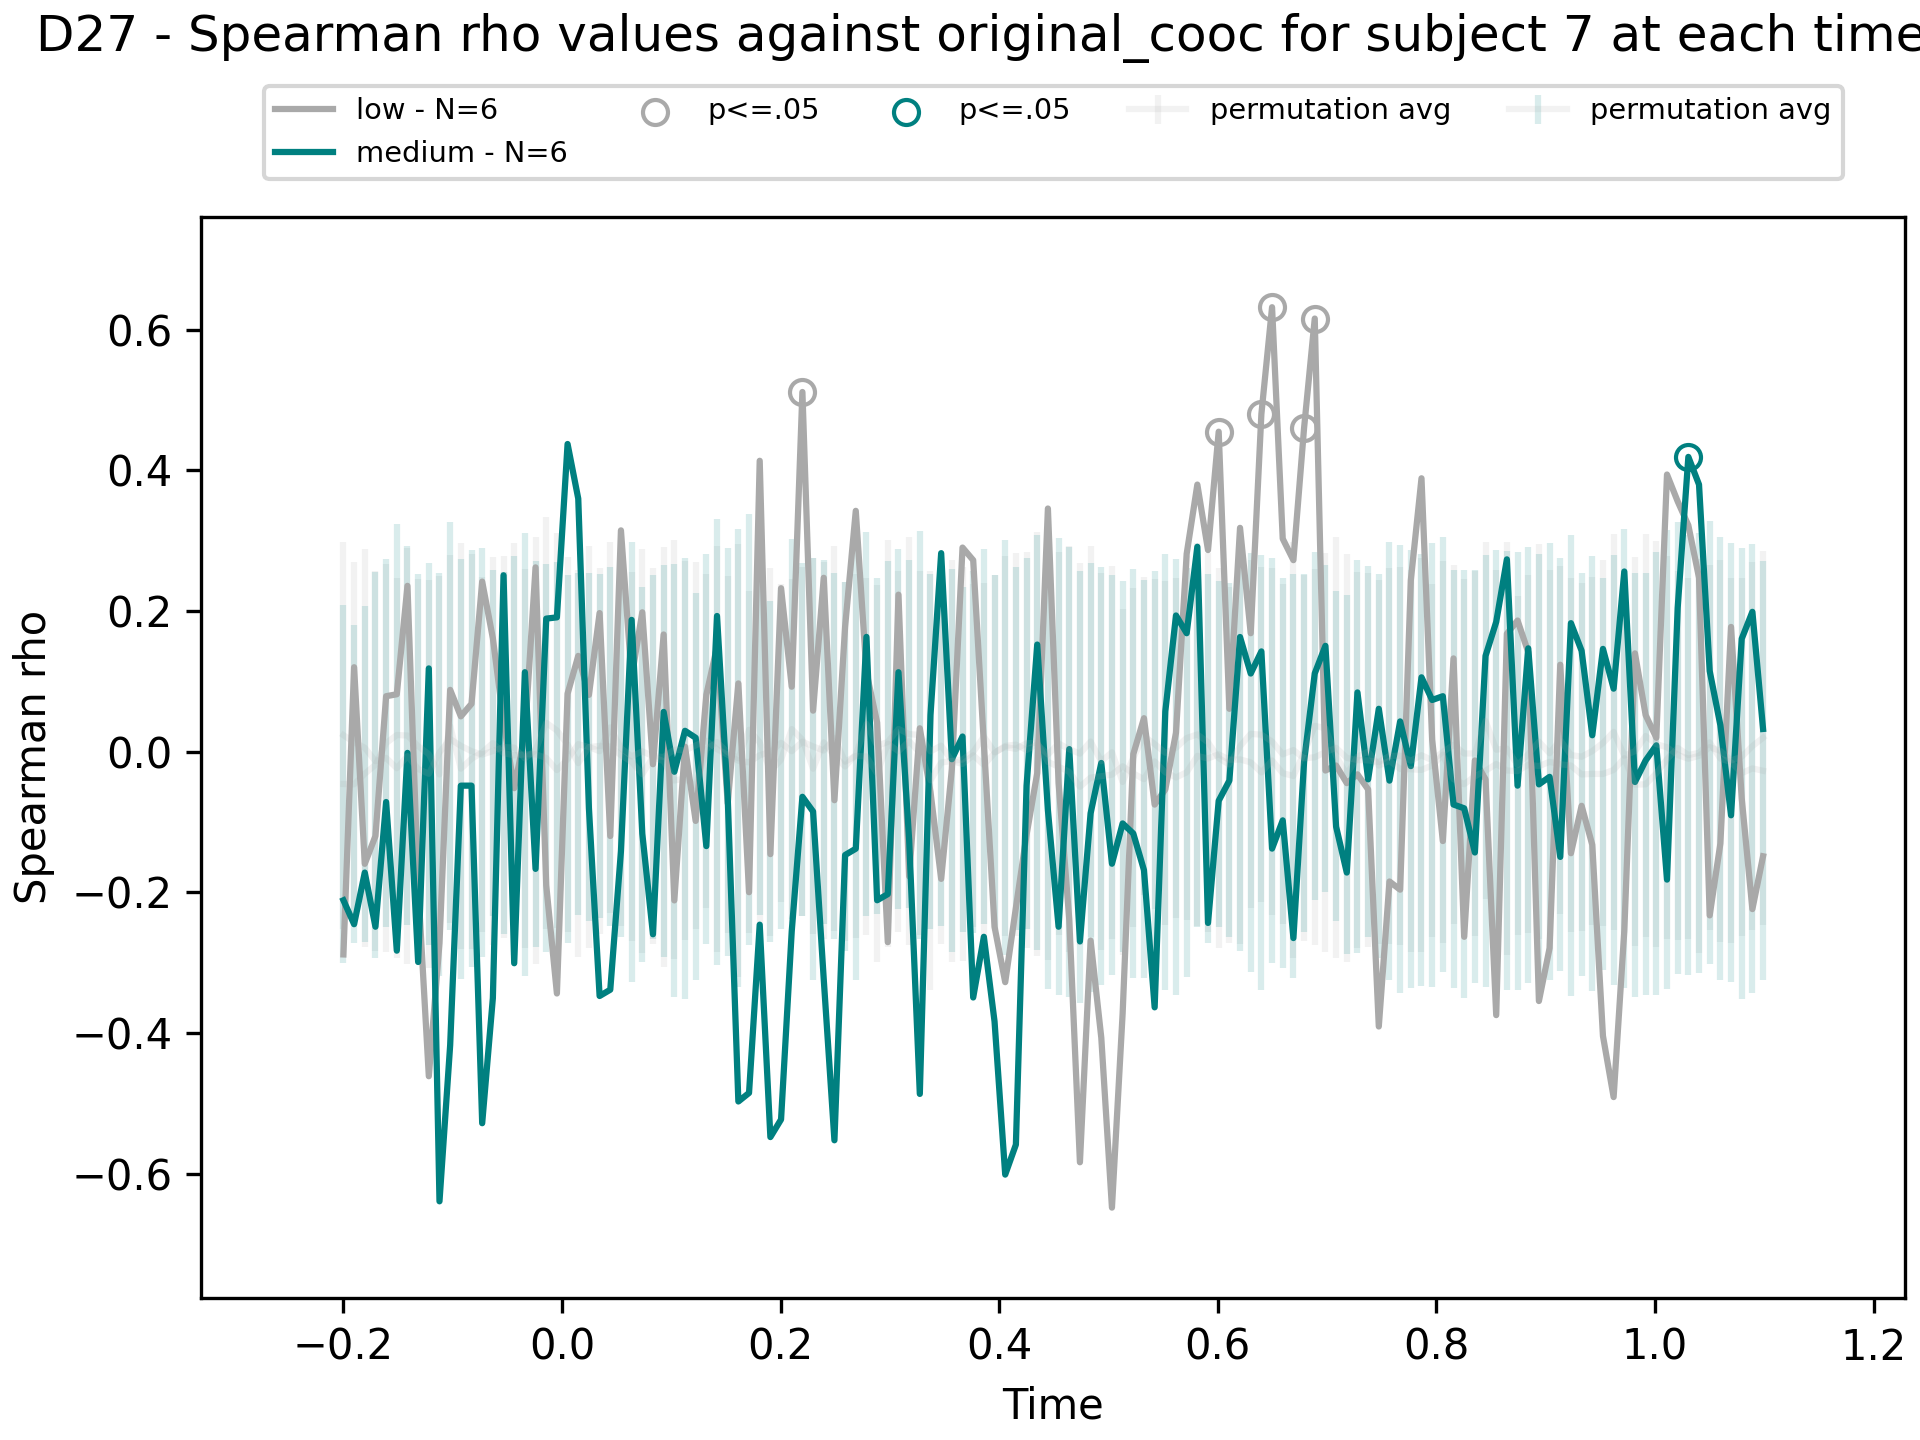 D27 - Spearman rho values against original_cooc for subject 7 at each time
low - N=6
medium - N=6
p<=.05
p<=.05
permutation avg
permutation avg
Spearman rho
0.6
0.4
0.2
0.0
−0.2
−0.4
−0.6
−0.2 0.0 0.2 0.4 0.6 0.8 1.0 1.2
Time